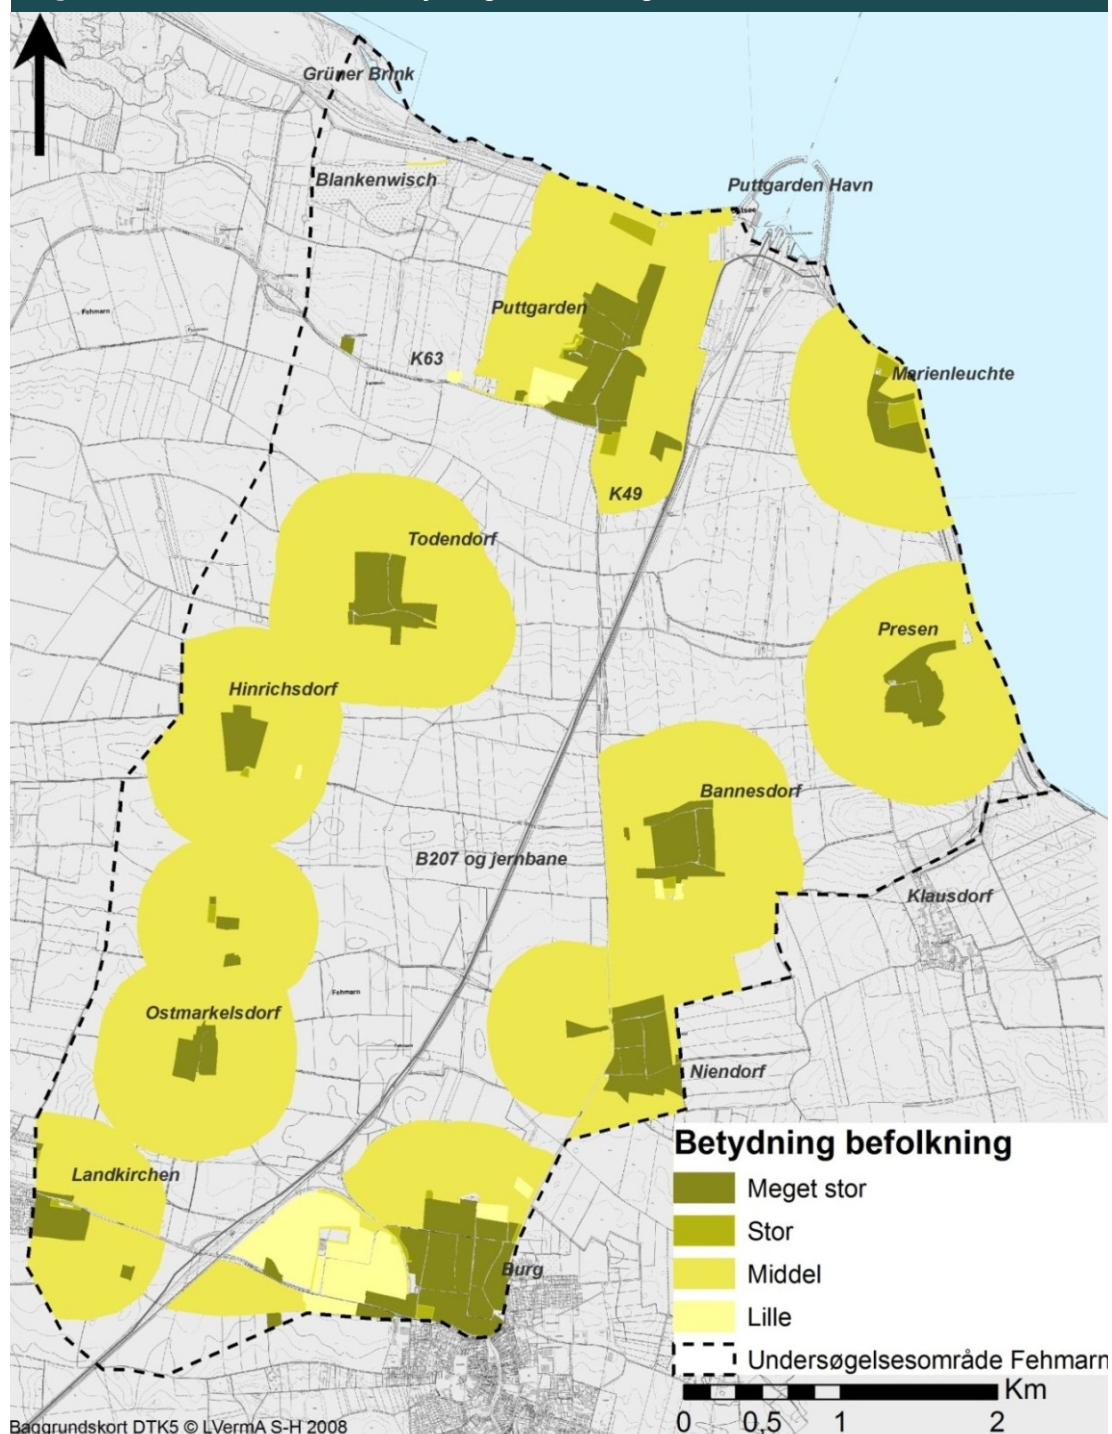 Grüner Brink
Blankenwisch
Puttgarden Havn
Puttgarden
Fehmarn
K63
Marienleuchte
K49
Todendorf
Presen
Hinrichsdorf
Bannesdorf
B207 og jernbane
Klausdorf
Fehmarn
Ostmarkelsdorf
Niendorf
Landkirchen
Burg
Betydning befolkning
Meget stor
Stor
Middel
Lille
Undersøgelsesområde Fehmarn
Km
0 0,5 1 2
Baggrundskort DTK5 © LVermA S-H 2008